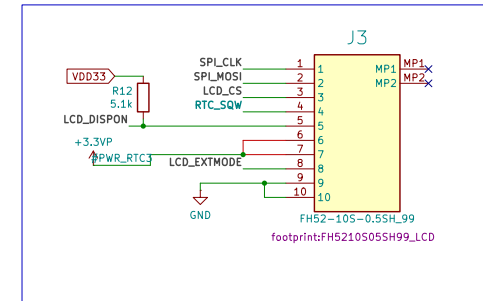 J3
SPI_CLK 1 1 MP1 MP1
SPI_MOSI 2 2 MP2 MP2
VDD33
R12
5.1k
LCD_CS 3 3
RTC_SQW 4 4
LCD_DISPON 5 5
+3.3VP
6 6
#PWR_RTC3 7 7
LCD_EXTMODE 8 8
9 9
10 10
GND
FH52-10S-0.5SH_99
footprint:FH5210S05SH99_LCD